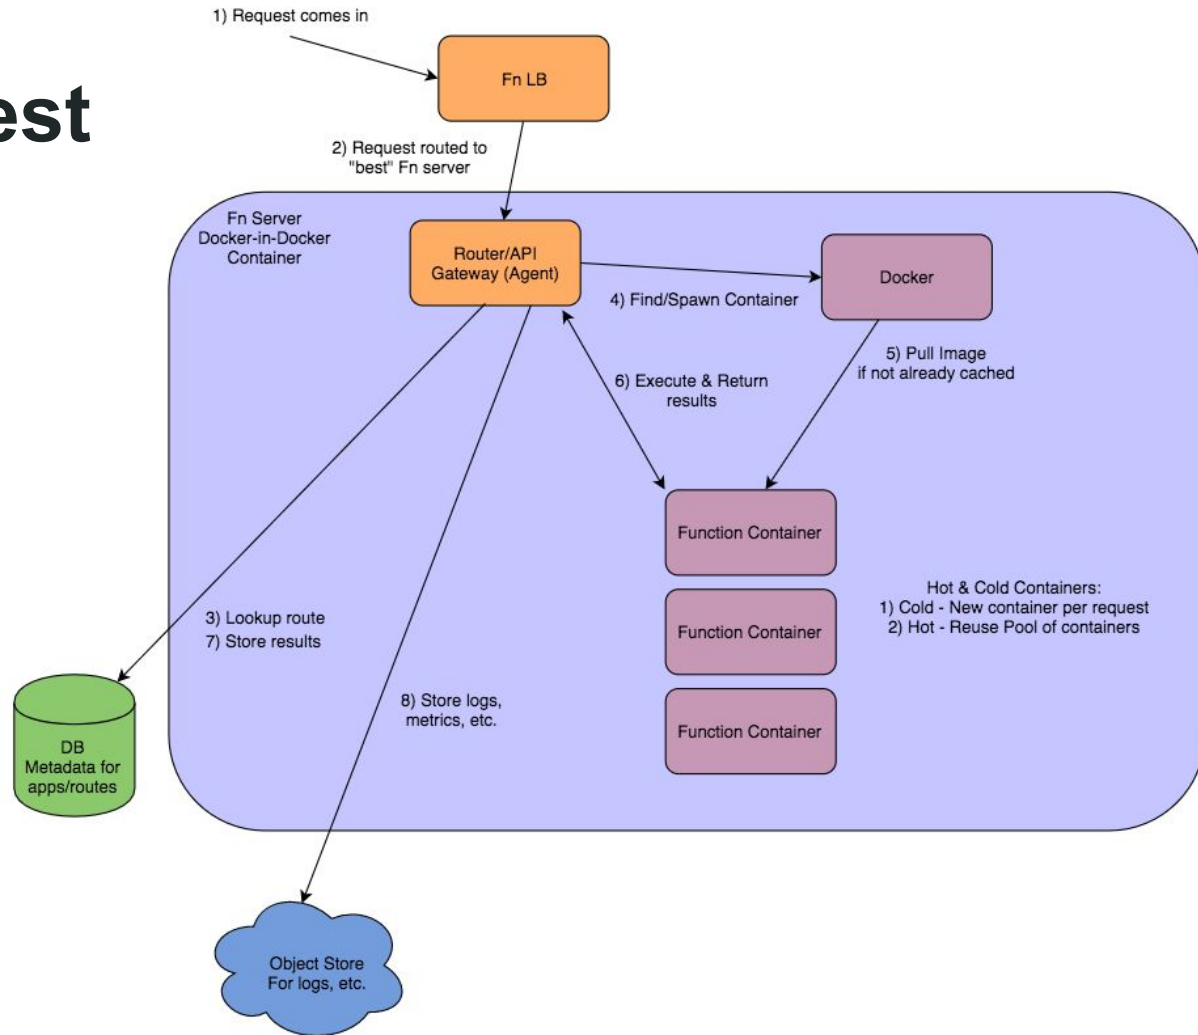 1) Request comes in
est
Fn LB
2) Request routed to
"best" Fn server
Fn Server
Docker-in-Docker
Container
Router/API
Gateway (Agent)
Docker
4) Find/Spawn Container
5) Pull Image
if not already cached
6) Execute & Return
results
Function Container
Hot & Cold Containers:
1) Cold - New container per request
2) Hot - Reuse Pool of containers
Function Container
3) Lookup route
7) Store results
8) Store logs,
metrics, etc.
Function Container
DB
Metadata for
apps/routes
Object Store
For logs, etc.